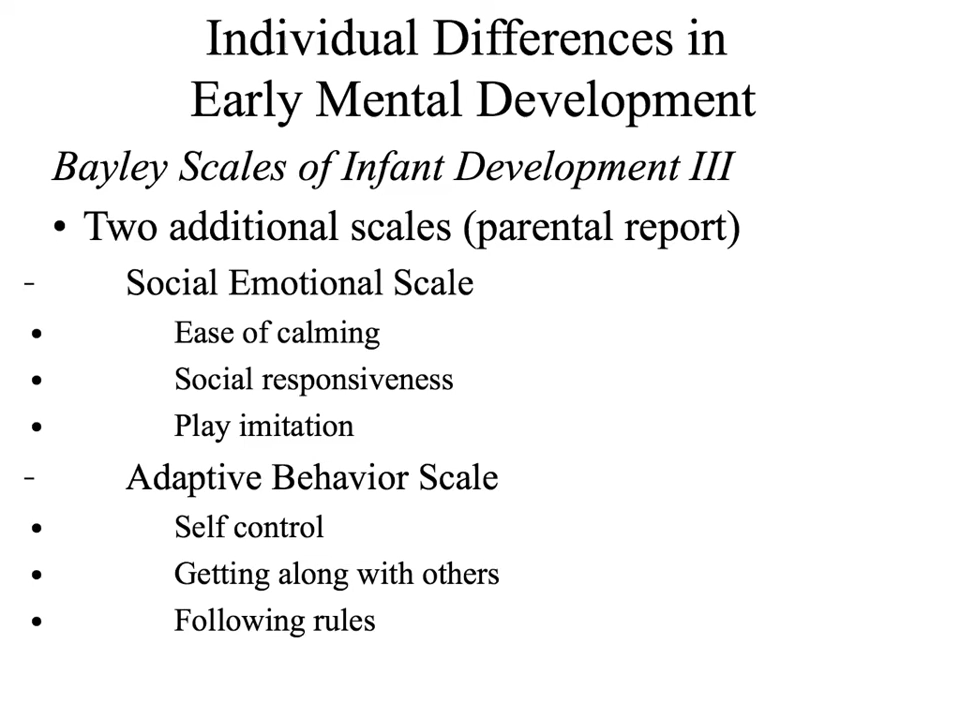 Individual Differences in
Early Mental Development
Bayley Scales of Infant Development III
• Two additional scales (parental report)
– Social Emotional Scale
• Ease of calming
• Social responsiveness
• Play imitation
– Adaptive Behavior Scale
• Self control
• Getting along with others
• Following rules